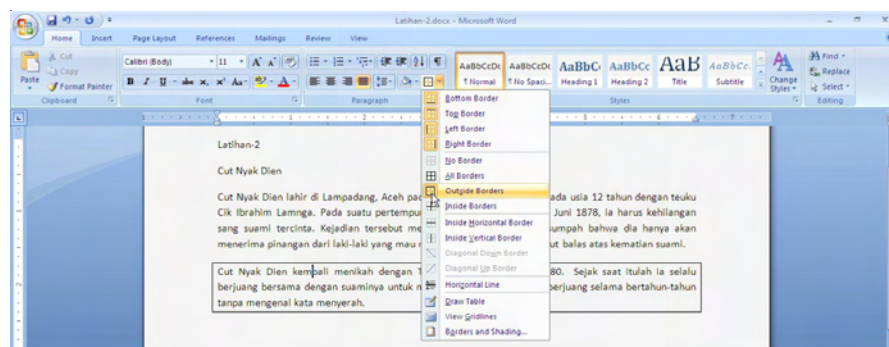 Latihan-2.docx - Microsoft Word
Home Insert Page Layout References Mailings Review View
Paste
Cut
Copy
Format Painter
Clipboard
Calibri (Body) 11
Font
Paragraph
AaBbCcDc AaBbCcDc AaBbC AaBbCc AaB AaBbCc.
¶ Normal ¶ No Spaci... Heading 1 Heading 2 Title Subtitle
Change Styles
Styles
Find
Replace
Select
Editing
Bottom Border
Top Border
Left Border
Right Border
No Border
All Borders
Outside Borders
Inside Borders
Inside Horizontal Border
Inside Vertical Border
Diagonal Down Border
Diagonal Up Border
Horizontal Line
Draw Table
View Gridlines
Borders and Shading...
Latihan-2
Cut Nyak Dien
Cut Nyak Dien lahir di Lampadang, Aceh pad ada usia 12 tahun dengan teuku
Cik Ibrahim Lamnga. Pada suatu pertempu Juni 1878, ia harus kehilangan
sang suami tercinta. Kejadian tersebut me sumpah bahwa dia hanya akan
menerima pinangan dari laki-laki yang mau ut balas atas kematian suami.
Cut Nyak Dien kembali menikah dengan T 80. Sejak saat itulah ia selalu
berjuang bersama dengan suaminya untuk berjuang selama bertahun-tahun
tanpa mengenal kata menyerah.